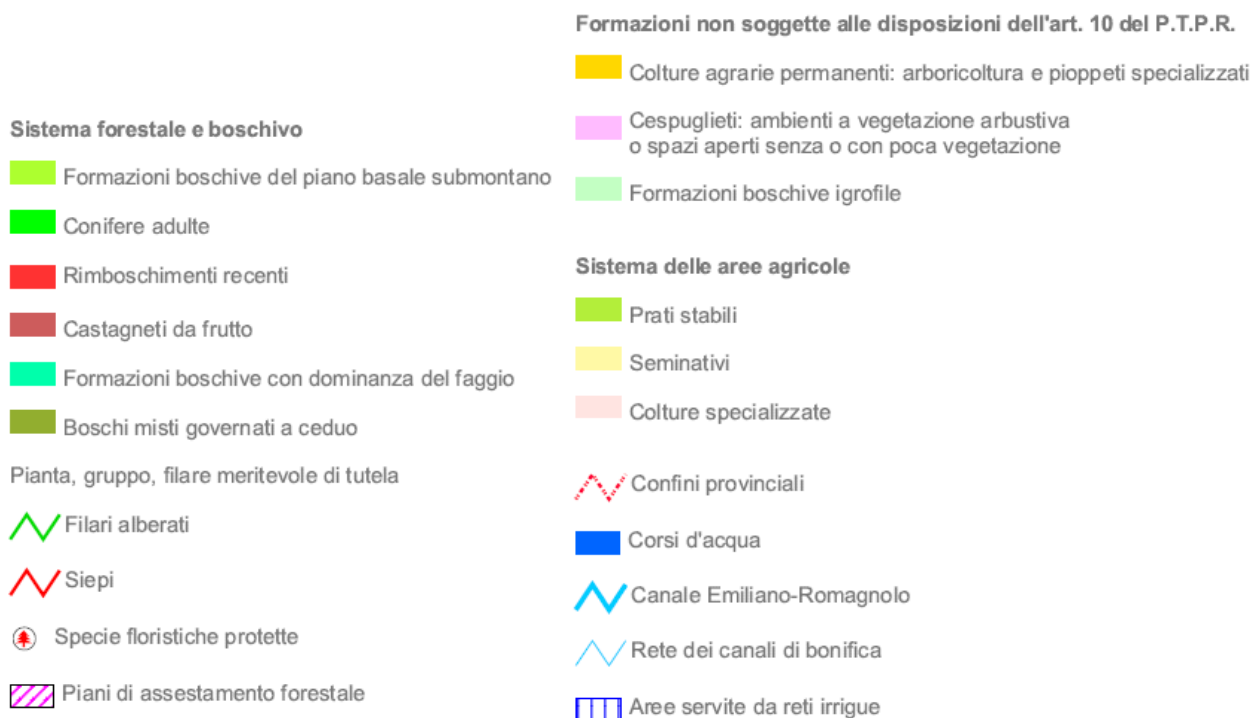 Sistema forestale e boschivo
Formazioni boschive del piano basale submontano
Conifere adulte
Rimboschimenti recenti
Castagneti da frutto
Formazioni boschive con dominanza del faggio
Boschi misti governati a ceduo
Pianta, gruppo, filare meritevole di tutela
Filari alberati
Siepi
Specie floristiche protette
Piani di assestamento forestale
Formazioni non soggette alle disposizioni dell'art. 10 del P.T.P.R.
Colture agrarie permanenti: arboricoltura e pioppeti specializzati
Cespuglieti: ambienti a vegetazione arbustiva
o spazi aperti senza o con poca vegetazione
Formazioni boschive igrofile
Sistema delle aree agricole
Prati stabili
Seminativi
Colture specializzate
Confini provinciali
Corsi d'acqua
Canale Emiliano-Romagnolo
Rete dei canali di bonifica
Aree servite da reti irrigue